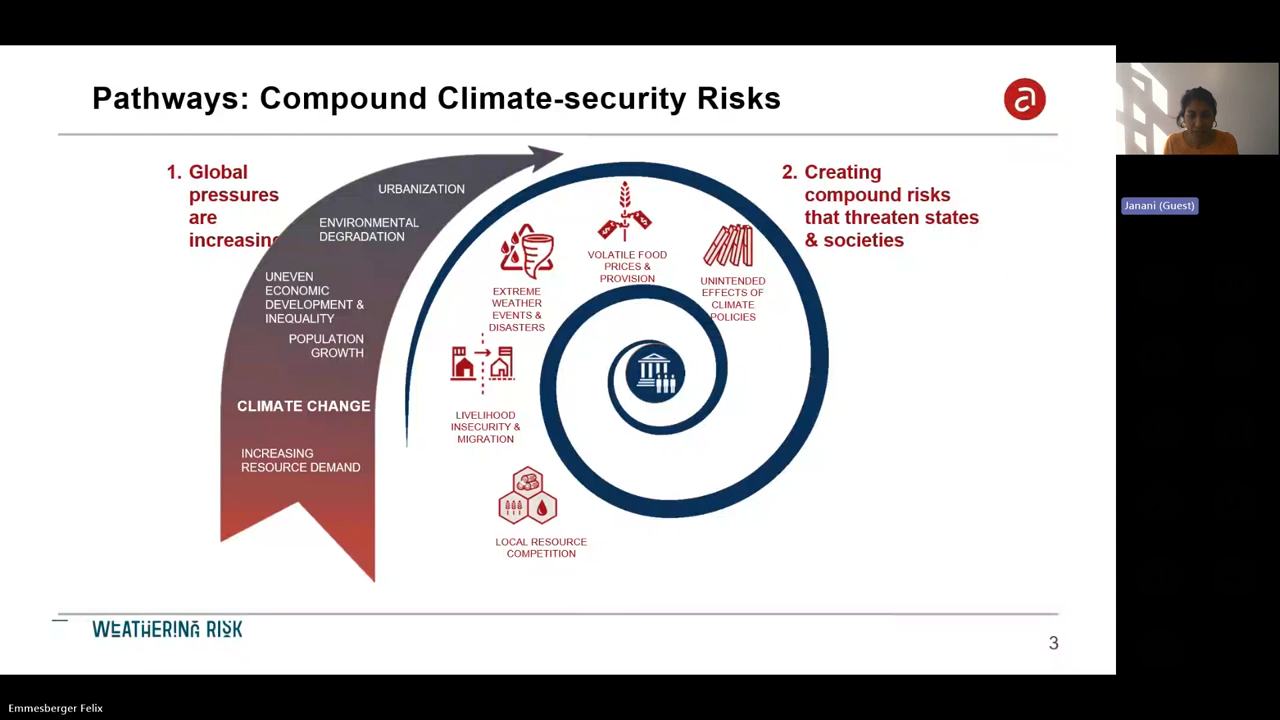 Pathways: Compound Climate-security Risks
a
1. Global
pressures
are
increasing
2. Creating
compound risks
that threaten states
& societies
URBANIZATION
ENVIRONMENTAL
DEGRADATION
UNEVEN
ECONOMIC
DEVELOPMENT &
INEQUALITY
POPULATION
GROWTH
CLIMATE CHANGE
INCREASING
RESOURCE DEMAND
VOLATILE FOOD
PRICES &
PROVISION
UNINTENDED
EFFECTS OF
CLIMATE
POLICIES
EXTREME
WEATHER
EVENTS &
DISASTERS
LIVELIHOOD
INSECURITY &
MIGRATION
LOCAL RESOURCE
COMPETITION
WEATHERING RISK
3
Janani (Guest)
Emmesberger Felix